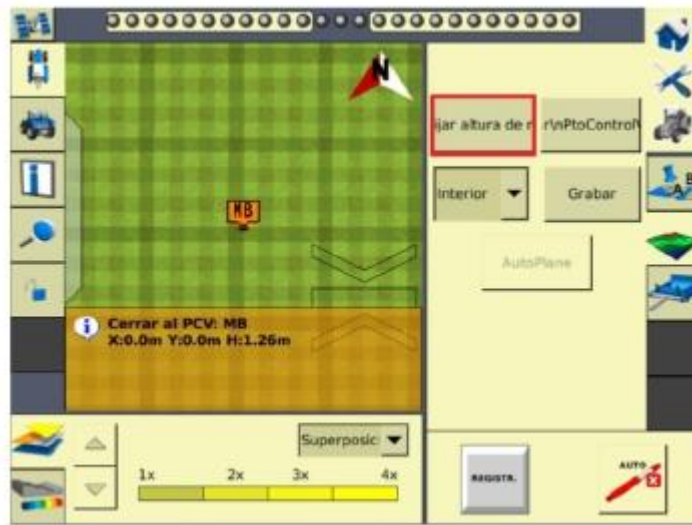 N
ijar altura de r
r\nPtoControl\
A B
Interior
Grabar
MB
AutoPlane
Cerrar al PCV: MB
X:0.0m Y:0.0m H:1.26m
Superposic
1x 2x 3x 4x
REGISTR.
AUTO